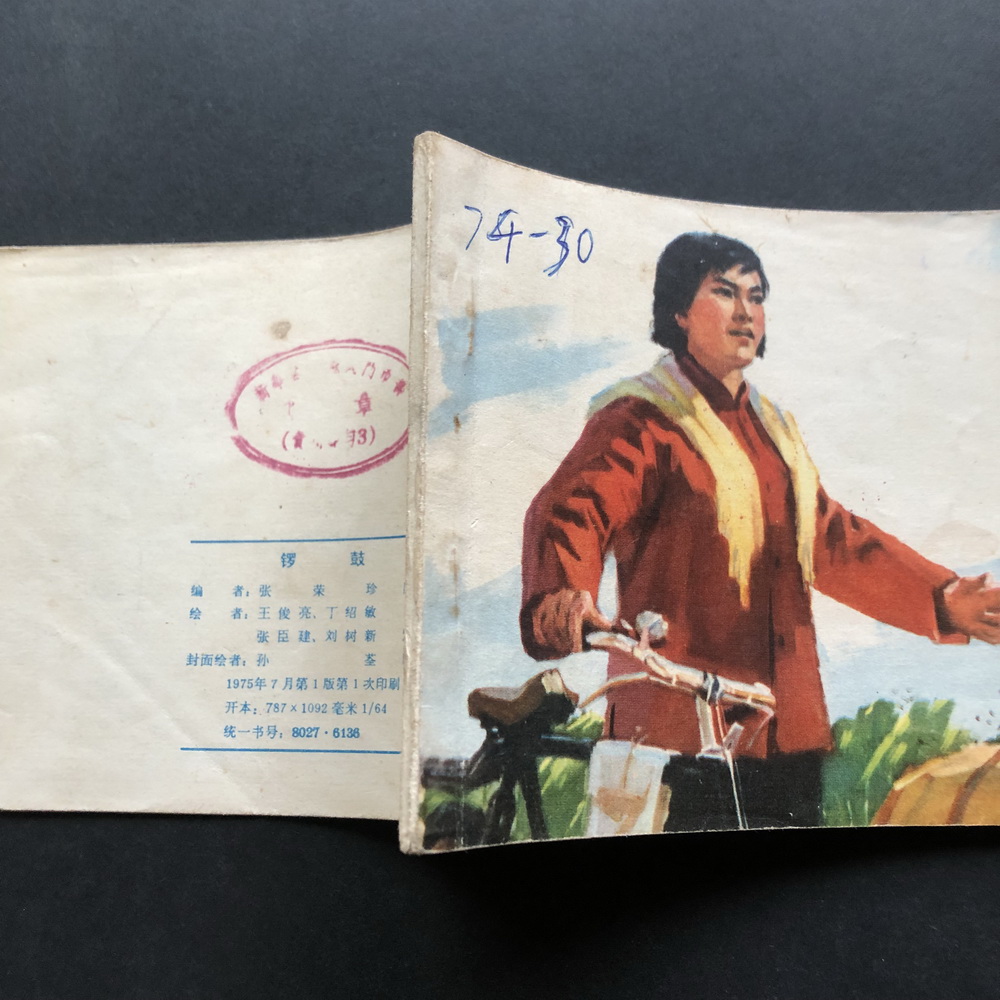 74-30
章
锣 鼓
编 者：张 荣 珍
绘 者：王俊亮、丁绍敏
张臣建、刘树新
封面绘者：孙 荃
1975年7月第1版第1次印刷
开本：787×1092毫米1/64
统一书号：8027·6136